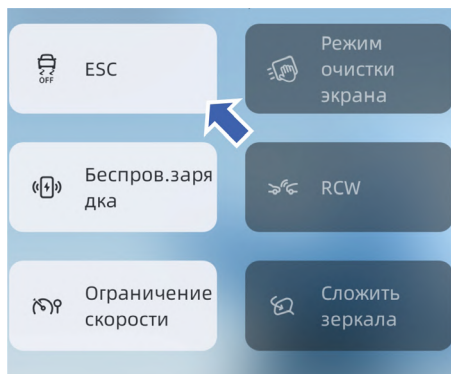 OFF
ESC
Режим
очистки
экрана
Беспров.заря
дка
RCW
Ограничение
скорости
Сложить
зеркала